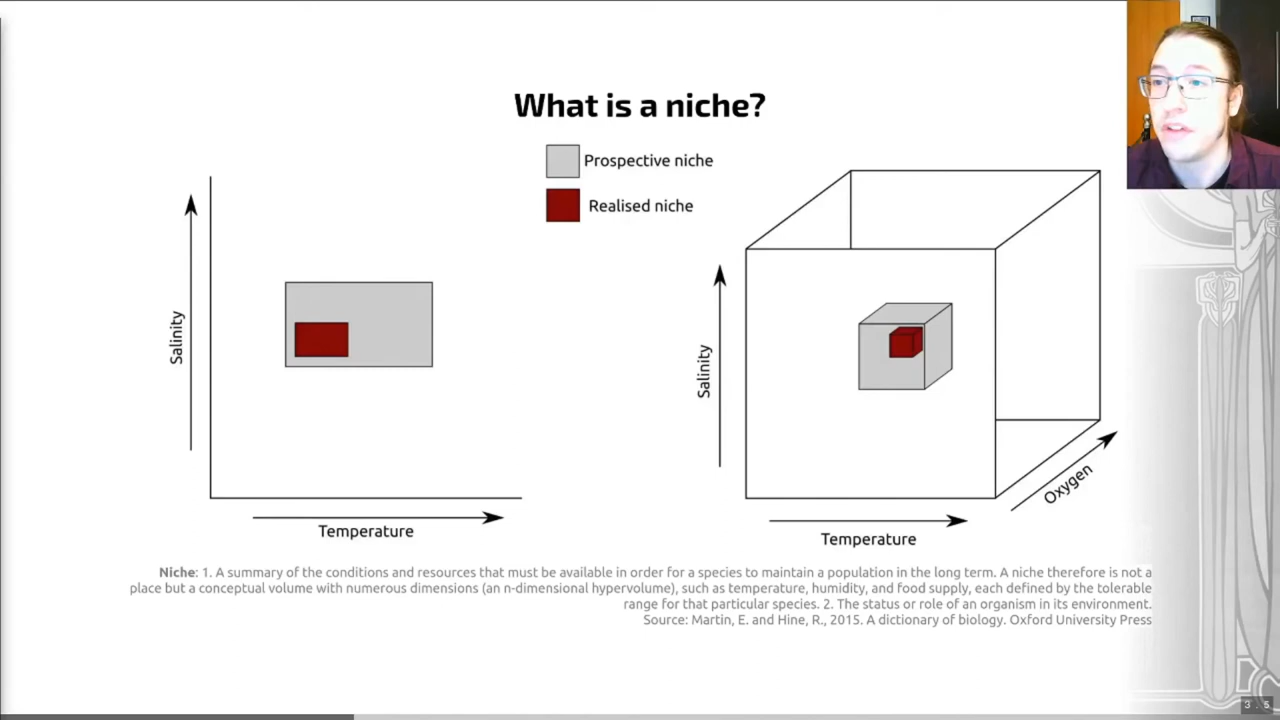 What is a niche?
Prospective niche
Realised niche
Salinity
Temperature
Salinity
Temperature
Oxygen
Niche: 1. A summary of the conditions and resources that must be available in order for a species to maintain a population in the long term. A niche therefore is not a
place but a conceptual volume with numerous dimensions (an n-dimensional hypervolume), such as temperature, humidity, and food supply, each defined by the tolerable
range for that particular species. 2. The status or role of an organism in its environment.
Source: Martin, E. and Hine, R., 2015. A dictionary of biology. Oxford University Press
3 . 5